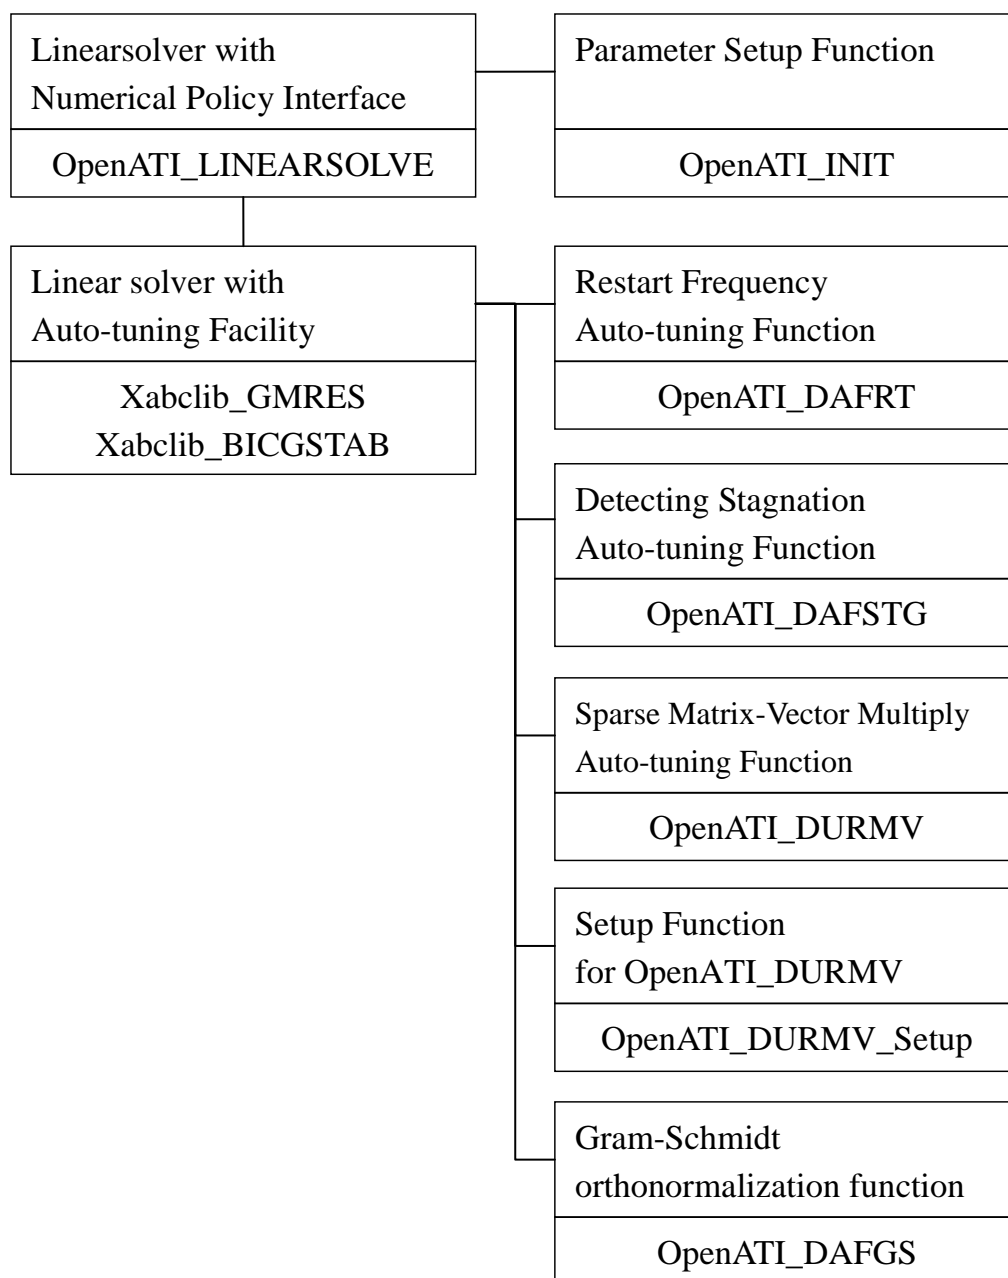 Linearsolver with
Numerical Policy Interface
OpenATI_LINEARSOLVE
Parameter Setup Function
OpenATI_INIT
Linear solver with
Auto-tuning Facility
Xabclib_GMRES
Xabclib_BICGSTAB
Restart Frequency
Auto-tuning Function
OpenATI_DAFRT
Detecting Stagnation
Auto-tuning Function
OpenATI_DAFSTG
Sparse Matrix-Vector Multiply
Auto-tuning Function
OpenATI_DURMV
Setup Function
for OpenATI_DURMV
OpenATI_DURMV_Setup
Gram-Schmidt
orthonormalization function
OpenATI_DAFGS